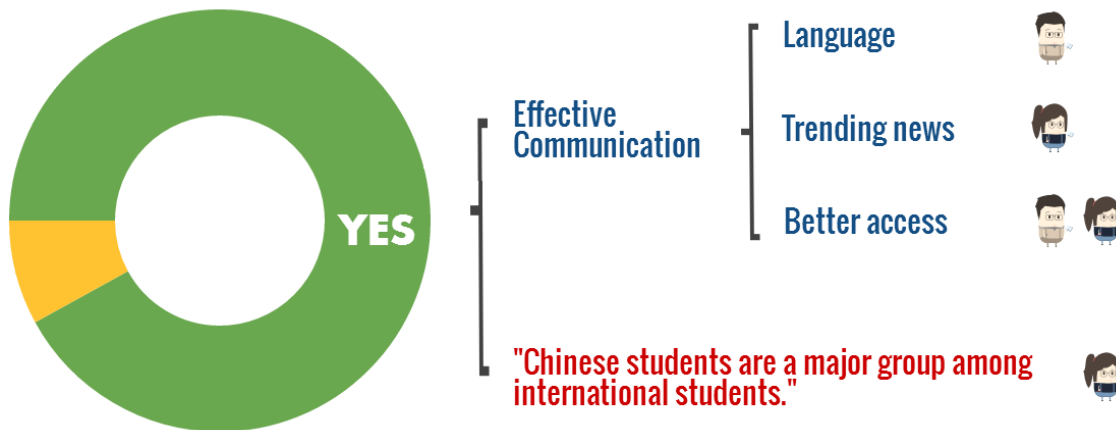 YES
Effective
Communication
Language
Trending news
Better access
"Chinese students are a major group among
international students."